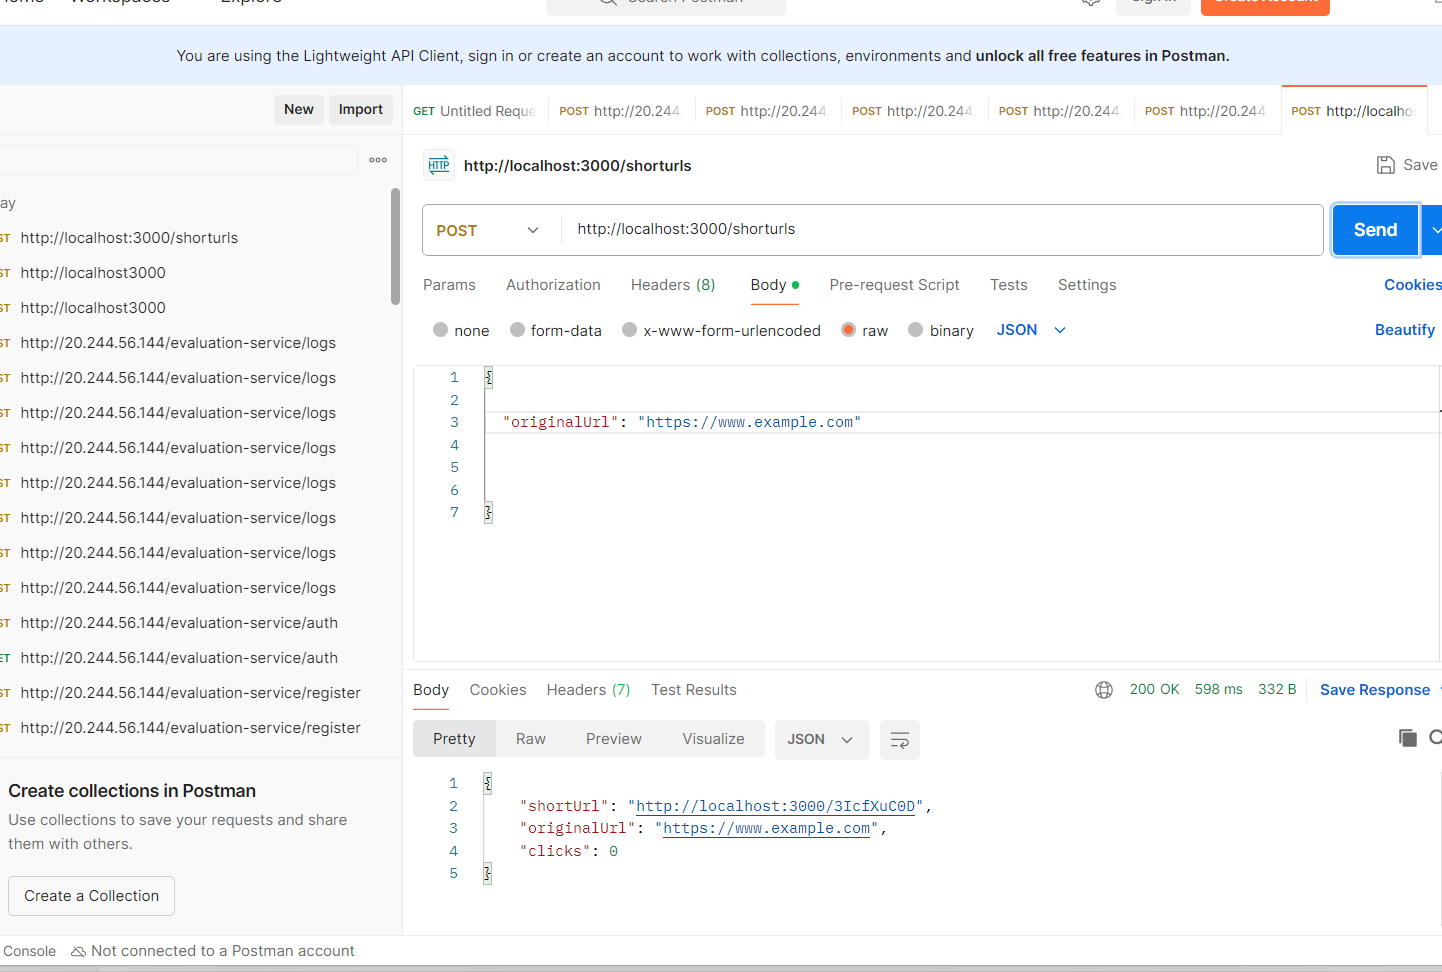 You are using the Lightweight API Client, sign in or create an account to work with collections, environments and unlock all free features in Postman.
New Import
GET Untitled Reque POST http://20.244. POST http://20.244. POST http://20.244. POST http://20.244. POST http://20.244 POST http://localho
HTTP http://localhost:3000/shorturls Save
ay
ST http://localhost:3000/shorturls
ST http://localhost3000
ST http://localhost3000
ST http://20.244.56.144/evaluation-service/logs
ST http://20.244.56.144/evaluation-service/logs
ST http://20.244.56.144/evaluation-service/logs
ST http://20.244.56.144/evaluation-service/logs
ST http://20.244.56.144/evaluation-service/logs
ST http://20.244.56.144/evaluation-service/logs
ST http://20.244.56.144/evaluation-service/logs
ST http://20.244.56.144/evaluation-service/logs
ST http://20.244.56.144/evaluation-service/auth
ET http://20.244.56.144/evaluation-service/auth
ST http://20.244.56.144/evaluation-service/register
ST http://20.244.56.144/evaluation-service/register
Create collections in Postman
Use collections to save your requests and share
them with others.
Create a Collection
POST http://localhost:3000/shorturls Send
Params Authorization Headers (8) Body Pre-request Script Tests Settings Cookies
none form-data x-www-form-urlencoded raw binary JSON Beautify
1 {
2
3 "originalUrl": "https://www.example.com"
4
5
6
7 }
Body Cookies Headers (7) Test Results 200 OK 598 ms 332 B Save Response
Pretty Raw Preview Visualize JSON
1 {
2 "shortUrl": "http://localhost:3000/3IcfXuC0D",
3 "originalUrl": "https://www.example.com",
4 "clicks": 0
5 }
Console Not connected to a Postman account